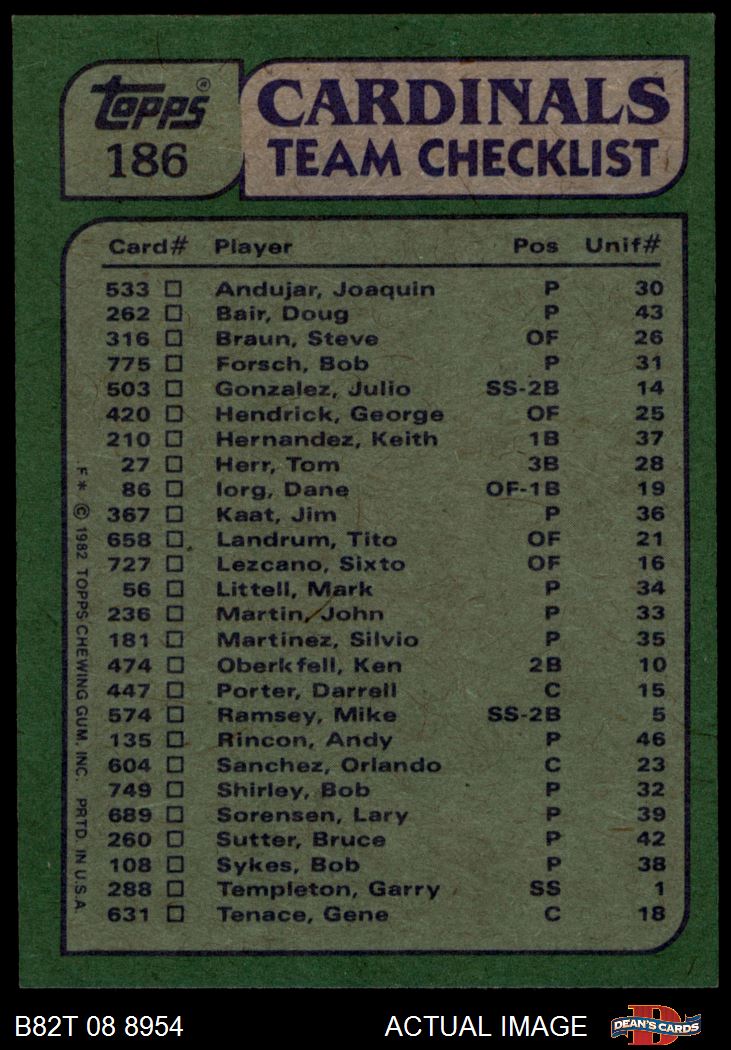 topps®
186
CARDINALS
TEAM CHECKLIST
Card# Player Pos Unif#
533 Andujar, Joaquin P 30
262 Bair, Doug P 43
316 Braun, Steve OF 26
775 Forsch, Bob P 31
503 Gonzalez, Julio SS-2B 14
420 Hendrick, George OF 25
210 Hernandez, Keith 1B 37
27 Herr, Tom 3B 28
86 Iorg, Dane OF-1B 19
367 Kaat, Jim P 36
658 Landrum, Tito OF 21
727 Lezcano, Sixto OF 16
56 Littell, Mark P 34
236 Martin, John P 33
181 Martinez, Silvio P 35
474 Oberkfell, Ken 2B 10
447 Porter, Darrell C 15
574 Ramsey, Mike SS-2B 5
135 Rincon, Andy P 46
604 Sanchez, Orlando C 23
749 Shirley, Bob P 32
689 Sorensen, Lary P 39
260 Sutter, Bruce P 42
108 Sykes, Bob P 38
288 Templeton, Garry SS 1
631 Tenace, Gene C 18
F* © 1982 TOPPS CHEWING GUM, INC. PRTD. IN U.S.A.
B82T 08 8954 ACTUAL IMAGE
D
DEAN'S CARDS